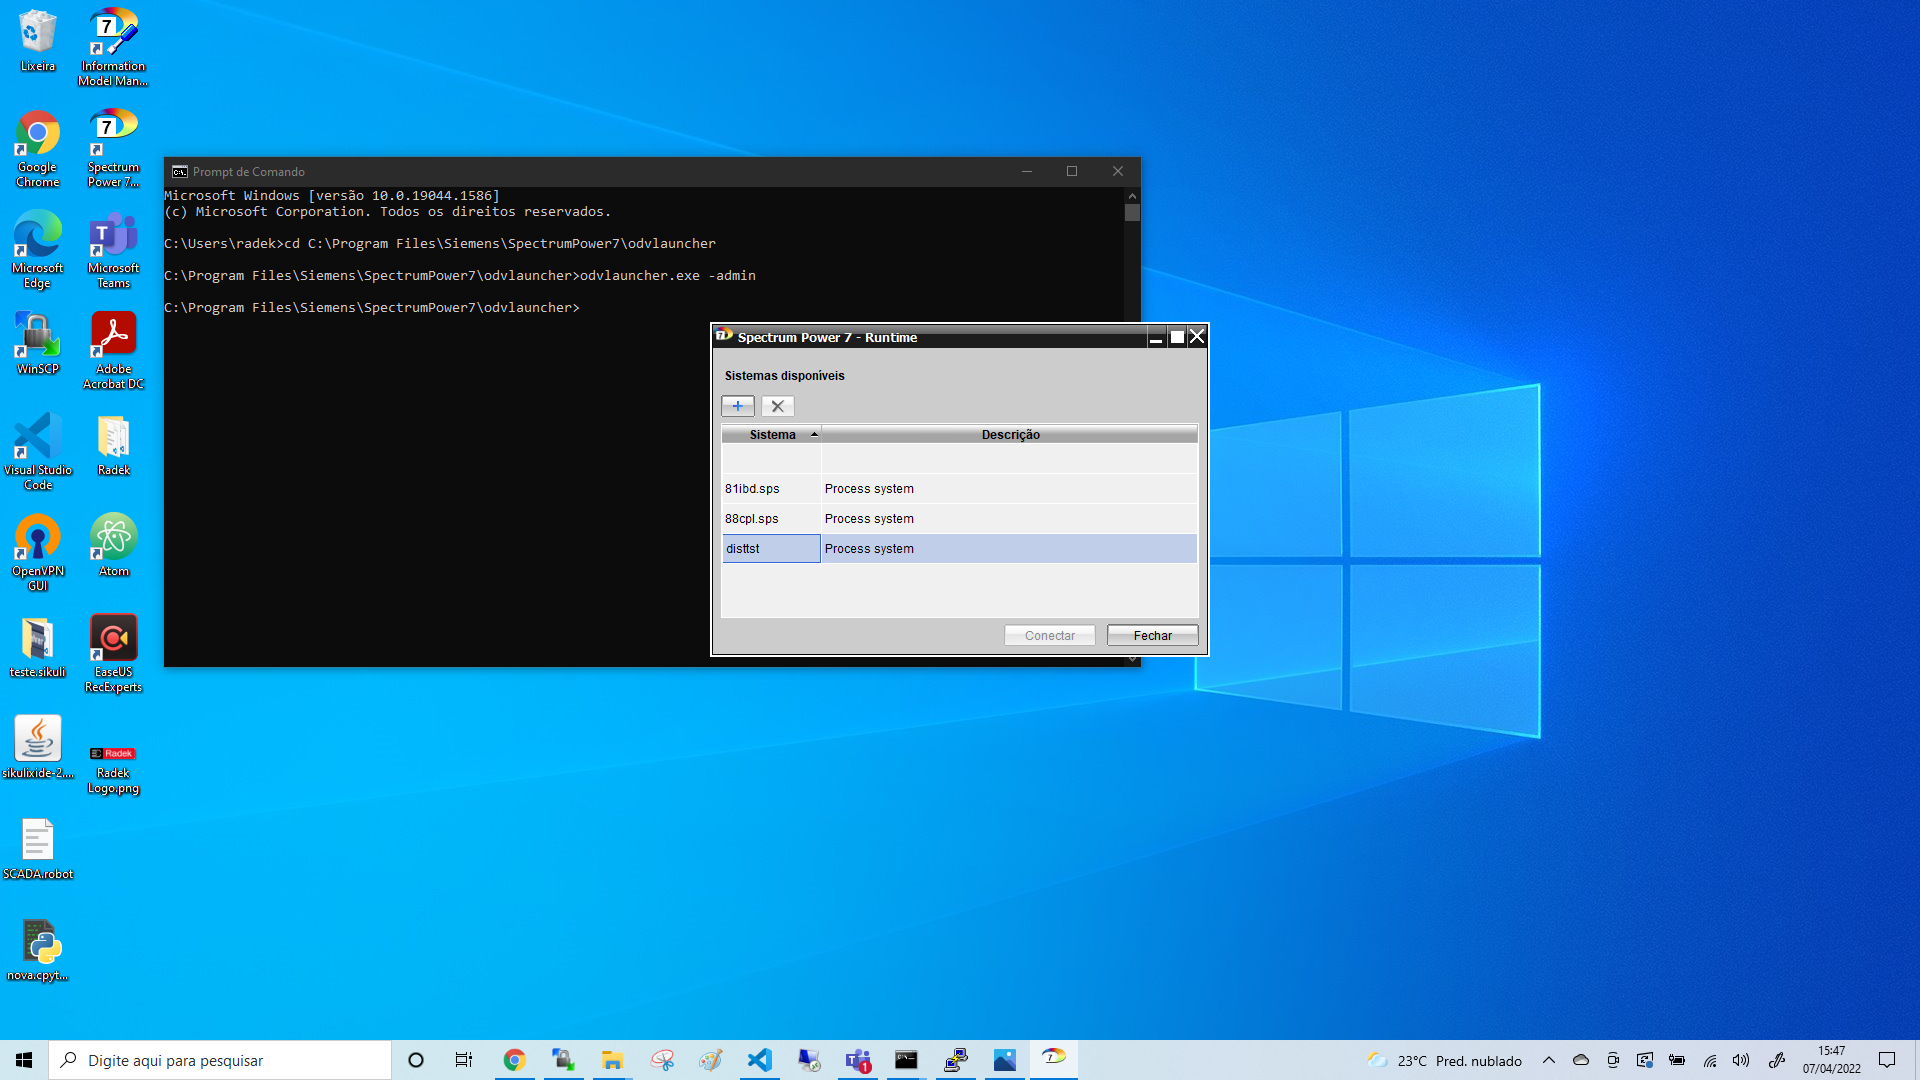 Lixeira
Information
Model Man...
Google
Chrome
Spectrum
Power 7...
Microsoft
Edge
Microsoft
Teams
WinSCP
Adobe
Acrobat DC
Visual Studio
Code
Radek
OpenVPN
GUI
Atom
teste.sikuli
EaseUS
RecExperts
sikulixide-2....
Radek
Radek
Logo.png
SCADA.robot
nova.cpyt...
Prompt de Comando
Microsoft Windows [versão 10.0.19044.1586]
(c) Microsoft Corporation. Todos os direitos reservados.
C:\Users\radek>cd C:\Program Files\Siemens\SpectrumPower7\odvlauncher
C:\Program Files\Siemens\SpectrumPower7\odvlauncher>odvlauncher.exe -admin
C:\Program Files\Siemens\SpectrumPower7\odvlauncher>
Spectrum Power 7 - Runtime
Sistemas disponíveis
Sistema Descrição
81ibd.sps Process system
88cpl.sps Process system
disttst Process system
Conectar Fechar
Digite aqui para pesquisar
1
23°C Pred. nublado
15:47
07/04/2022